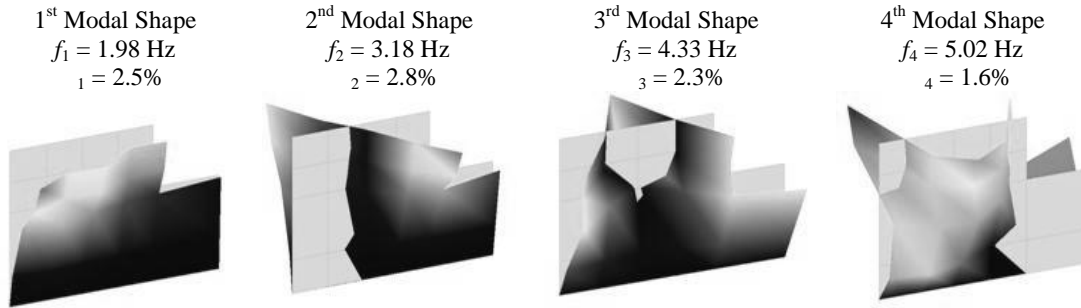 1st Modal Shape
f1 = 1.98 Hz
1 = 2.5%
2nd Modal Shape
f2 = 3.18 Hz
2 = 2.8%
3rd Modal Shape
f3 = 4.33 Hz
3 = 2.3%
4th Modal Shape
f4 = 5.02 Hz
4 = 1.6%